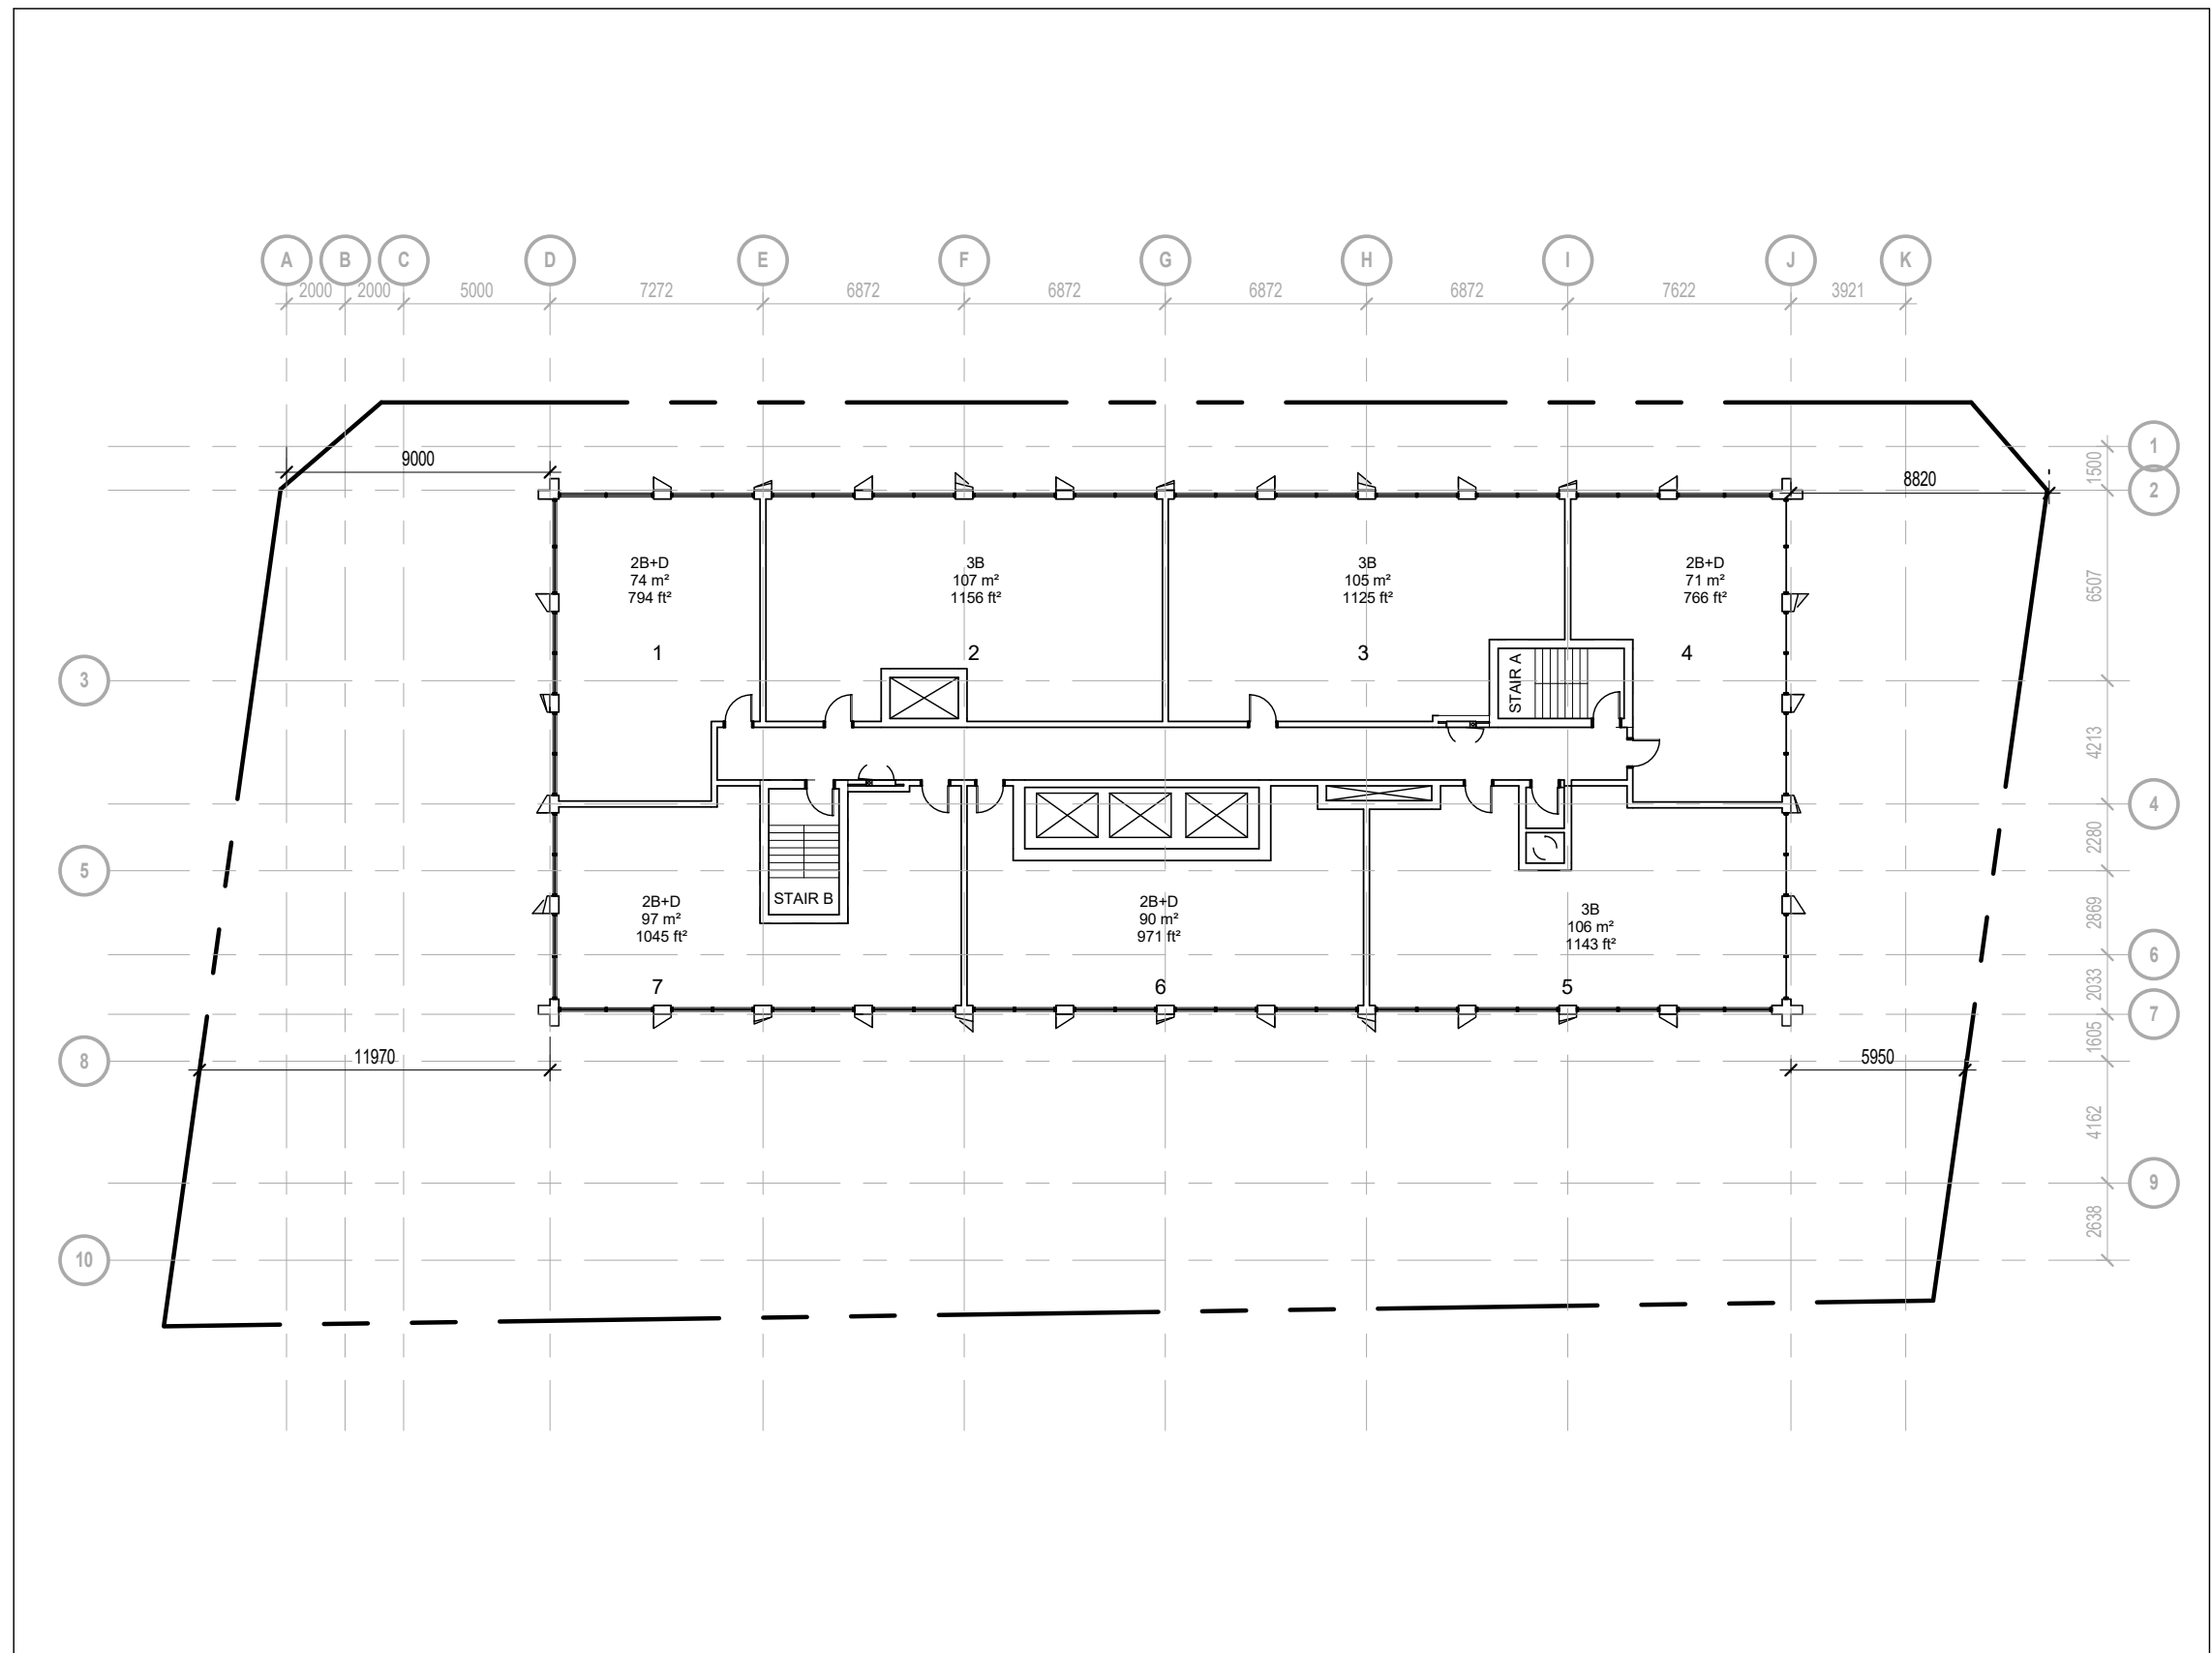 A B C D E F G H I J K
2000 2000 5000 7272 6872 6872 6872 6872 7622 3921
1
1500
9000
8820
2
6507
2B+D
74 m²
794 ft²
1
3B
107 m²
1156 ft²
2
3B
105 m²
1125 ft²
3
2B+D
71 m²
766 ft²
4
STAIR A
3
4213
4
2280
5
2869
STAIR B
2B+D
97 m²
1045 ft²
7
2B+D
90 m²
971 ft²
6
3B
106 m²
1143 ft²
5
6
2033
7
1605
8
11970
5950
4162
9
2638
10